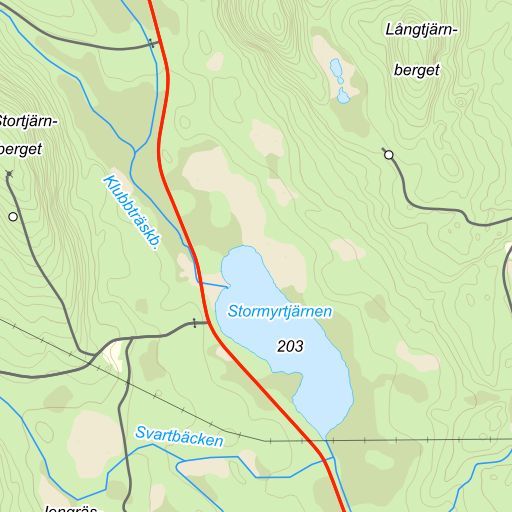 Långtjärn-
berget
Stortjärn-
berget
Klubbträskb.
Stormyrtjärnen
203
Svartbäcken